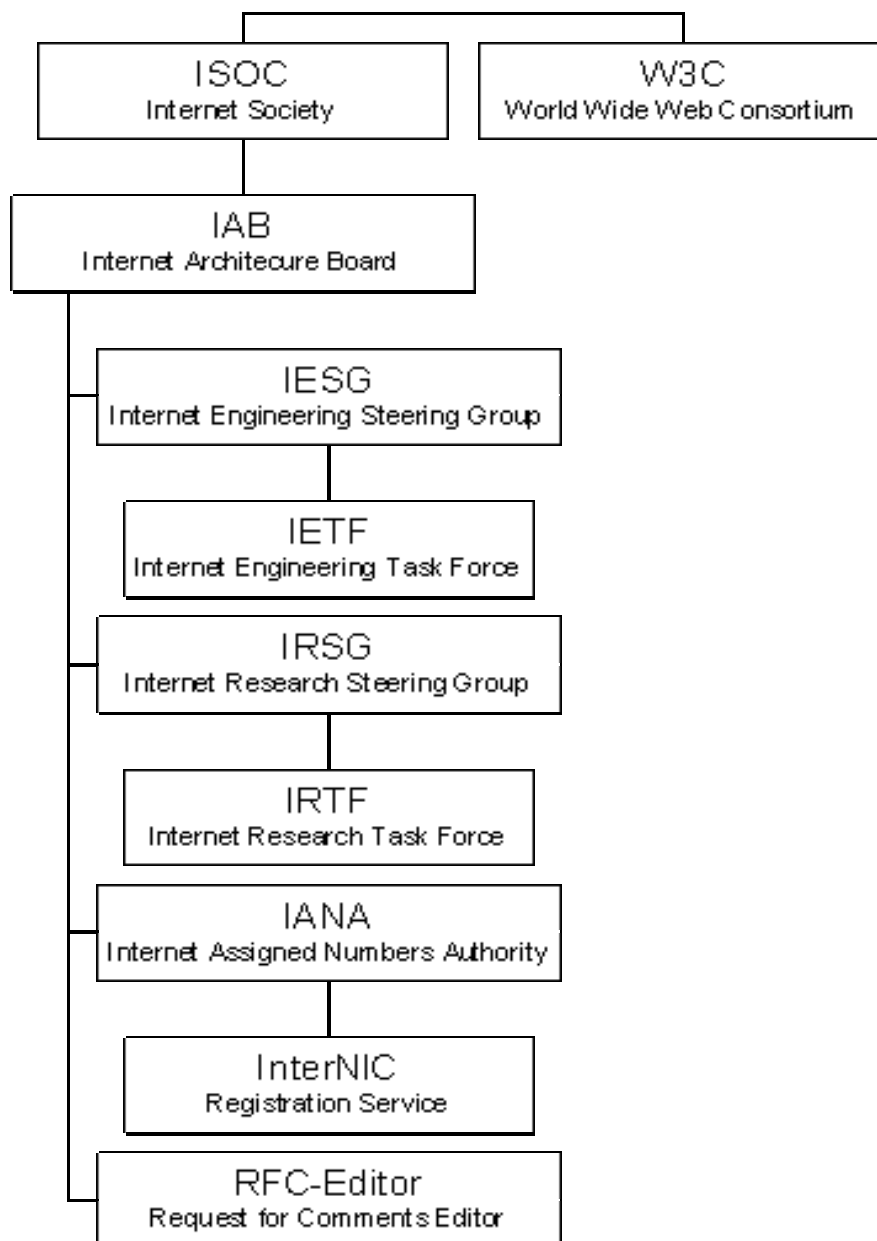 ISOC
Internet Society
W3C
World Wide Web Consortium
IAB
Internet Architecure Board
IESG
Internet Engineering Steering Group
IETF
Internet Engineering Task Force
IRSG
Internet Research Steering Group
IRTF
Internet Research Task Force
IANA
Internet Assigned Numbers Authority
InterNIC
Registration Service
RFC-Editor
Request for Comments Editor